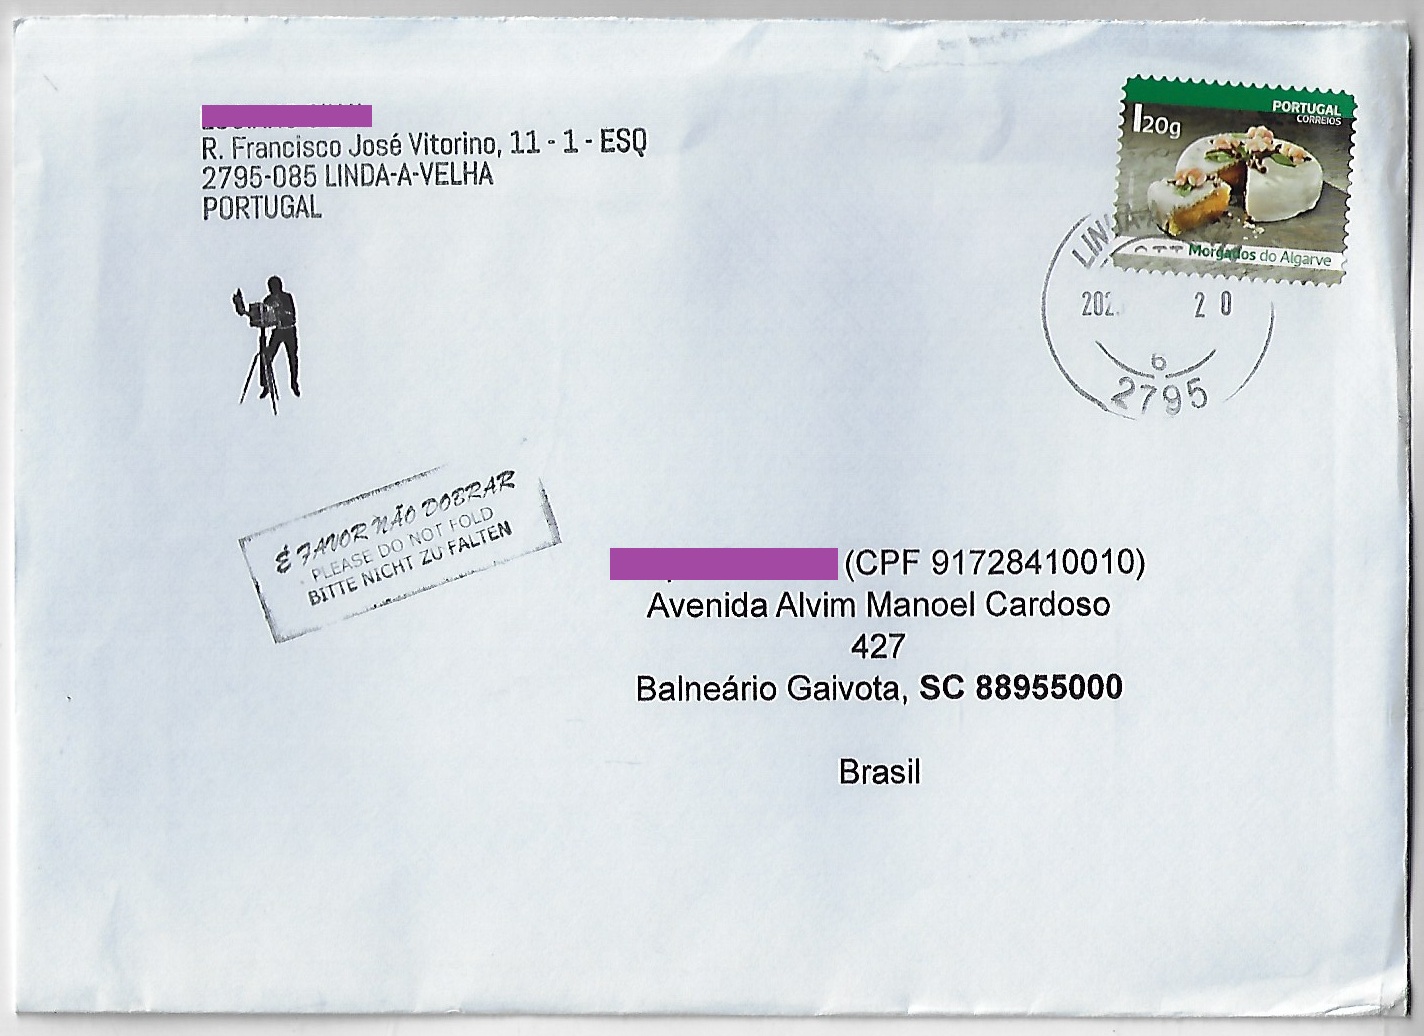 R. Francisco José Vitorino, 11 - 1 - ESQ
2795-085 LINDA-A-VELHA
PORTUGAL
PORTUGAL
CORREIOS
I20g
Morgados do Algarve
202 2 0
6
2795
É FAVOR NÃO DOBRAR
PLEASE DO NOT FOLD
BITTE NICHT ZU FALTEN
(CPF 91728410010)
Avenida Alvim Manoel Cardoso
427
Balneário Gaivota, SC 88955000
Brasil